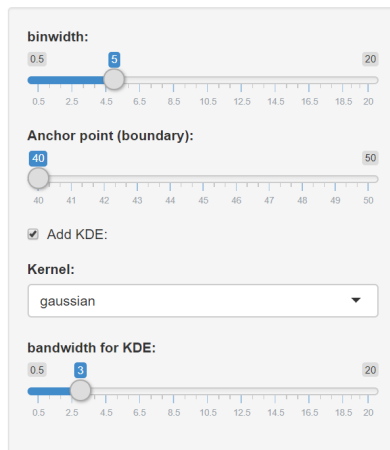 binwidth:
0.5 5 20
0.5 2.5 4.5 6.5 8.5 10.5 12.5 14.5 16.5 18.5 20
Anchor point (boundary):
40 50
40 41 42 43 44 45 46 47 48 49 50
Add KDE:
Kernel:
gaussian
bandwidth for KDE:
0.5 3 20
0.5 2.5 4.5 6.5 8.5 10.5 12.5 14.5 16.5 18.5 20